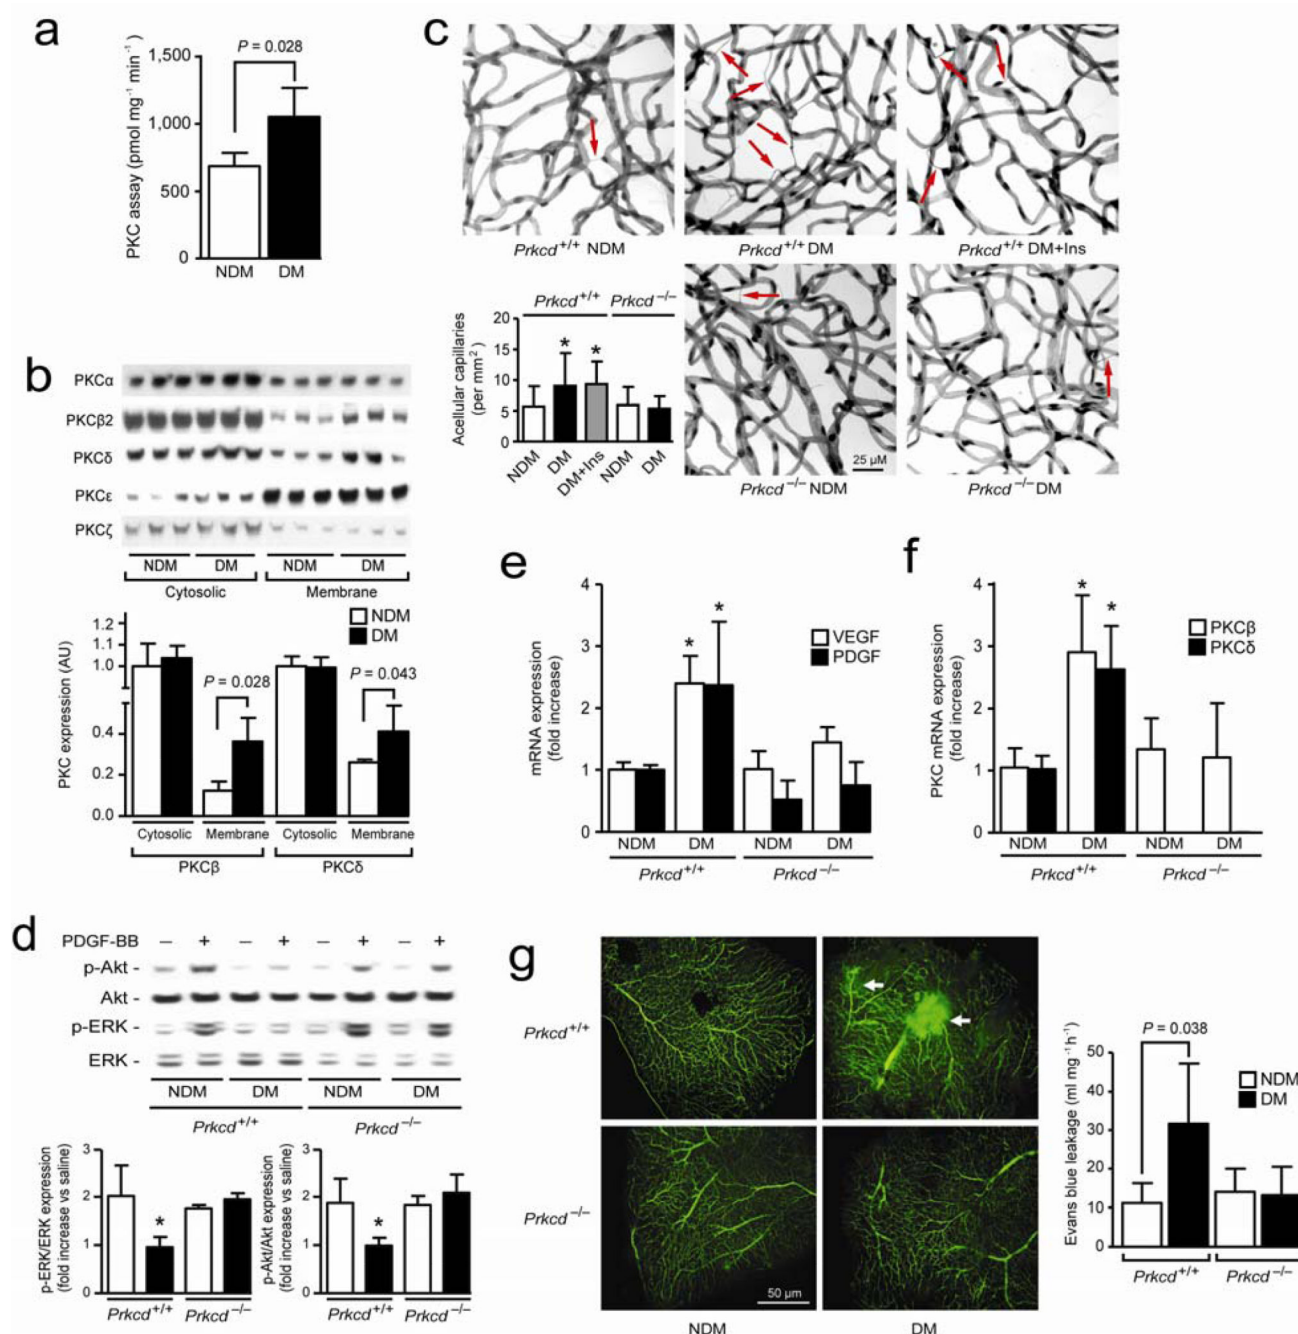 a
P = 0.028
PKC assay (pmol mg⁻¹ min⁻¹)
1,500
1,000
500
0
NDM
DM
b
PKCα
PKCβ2
PKCδ
PKCε
PKCζ
NDM DM NDM DM
Cytosolic Membrane
PKC expression (AU)
1.2
1.1
1.0
0.4
0.2
0.0
NDM
DM
P = 0.028
P = 0.043
Cytosolic Membrane Cytosolic Membrane
PKCβ PKCδ
c
Prkcd+/+ NDM
Prkcd+/+ DM
Prkcd+/+ DM+Ins
Prkcd+/+ Prkcd−/−
Acellular capillaries
(per mm²)
20
15
10
5
0
* *
NDM DM DM+Ins NDM DM
25 µM
Prkcd−/− NDM
Prkcd−/− DM
d
PDGF-BB – + – + – + – +
p-Akt -
Akt -
p-ERK -
ERK -
NDM DM NDM DM
Prkcd+/+ Prkcd−/−
p-ERK/ERK expression
(fold increase vs saline)
3
2
1
0
*
Prkcd+/+ Prkcd−/−
p-Akt/Akt expression
(fold increase vs saline)
3
2
1
0
*
Prkcd+/+ Prkcd−/−
e
mRNA expression
(fold increase)
4
3
2
1
0
* *
VEGF
PDGF
NDM DM NDM DM
Prkcd+/+ Prkcd−/−
f
PKC mRNA expression
(fold increase)
4
3
2
1
0
* *
PKCβ
PKCδ
NDM DM NDM DM
Prkcd+/+ Prkcd−/−
g
Prkcd+/+
Prkcd−/−
50 µm
NDM DM
Evans blue leakage (ml mg⁻¹ h⁻¹)
50
40
30
20
10
0
P = 0.038
NDM
DM
Prkcd+/+ Prkcd−/−